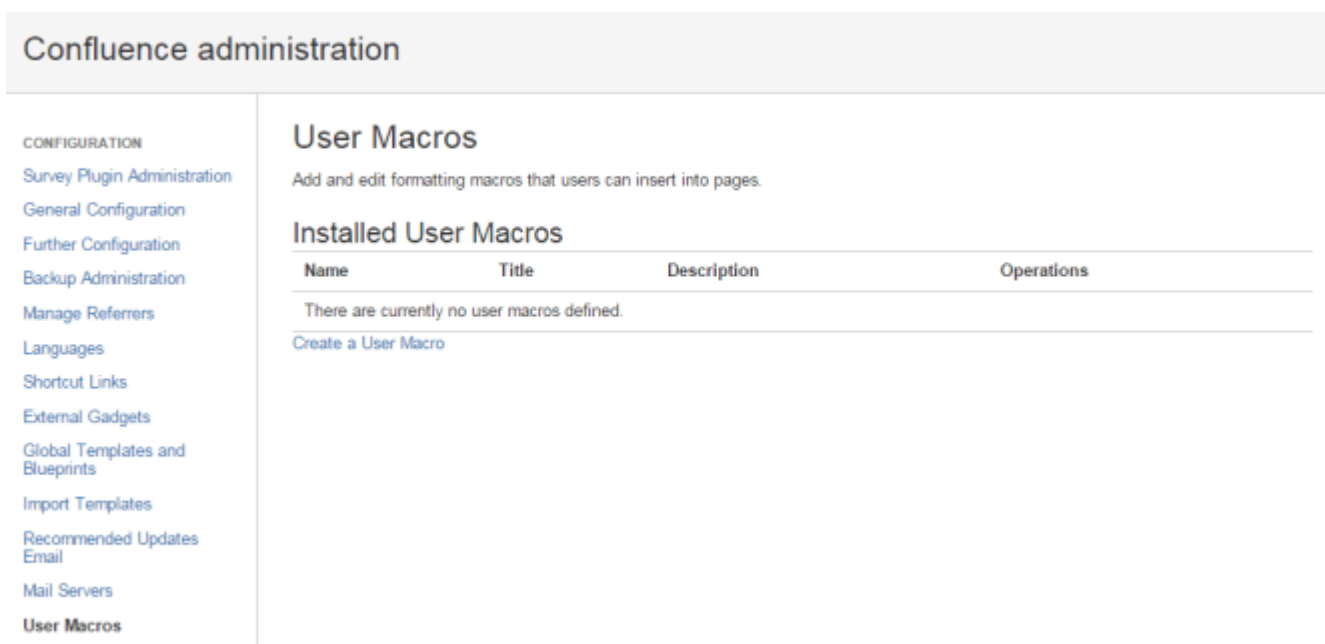 Confluence administration
CONFIGURATION
Survey Plugin Administration
General Configuration
Further Configuration
Backup Administration
Manage Referrers
Languages
Shortcut Links
External Gadgets
Global Templates and
Blueprints
Import Templates
Recommended Updates
Email
Mail Servers
User Macros
User Macros
Add and edit formatting macros that users can insert into pages.
Installed User Macros
Name Title Description Operations
There are currently no user macros defined.
Create a User Macro